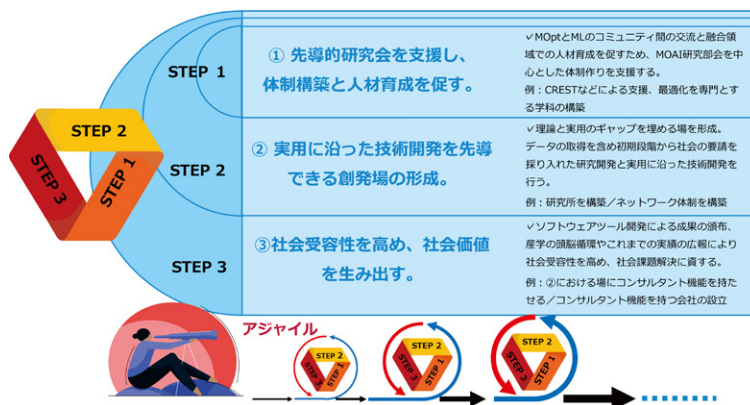 STEP 1
① 先導的研究会を支援し、
体制構築と人材育成を促す。
✓MOptとMLのコミュニティ間の交流と融合領
域での人材育成を促すため、MOAI研究部会を中
心とした体制作りを支援する。
例：CRESTなどによる支援、最適化を専門とす
る学科の構築
STEP 2
STEP 1
STEP 3
STEP 2
② 実用に沿った技術開発を先導
できる創発場の形成。
✓理論と実用のギャップを埋める場を形成。
データの取得を含め初期段階から社会の要請を
採り入れた研究開発と実用に沿った技術開発を
行う。
例：研究所を構築／ネットワーク体制を構築
STEP 3
③社会受容性を高め、社会価値
を生み出す。
✓ソフトウェアツール開発による成果の頒布、
産学の頭脳循環やこれまでの実績の広報により
社会受容性を高め、社会課題解決に資する。
例：②における場にコンサルタント機能を持た
せる／コンサルタント機能を持つ会社の設立
アジャイル
STEP 2
STEP 1
STEP 3
STEP 2
STEP 1
STEP 3
STEP 2
STEP 1
STEP 3